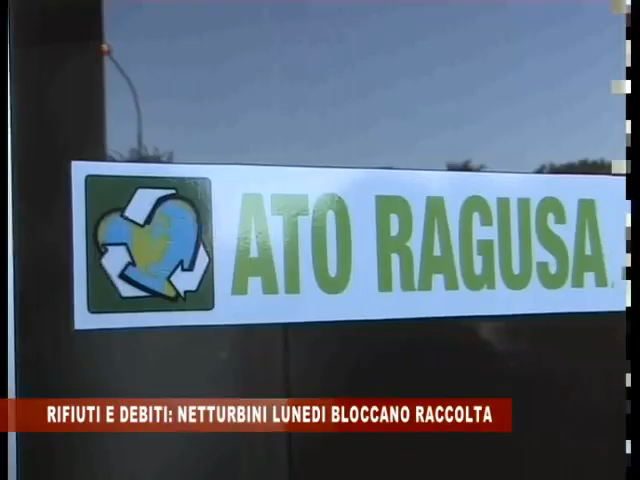 ATO RAGUSA
RIFIUTI E DEBITI: NETTURBINI LUNEDI BLOCCANO RACCOLTA